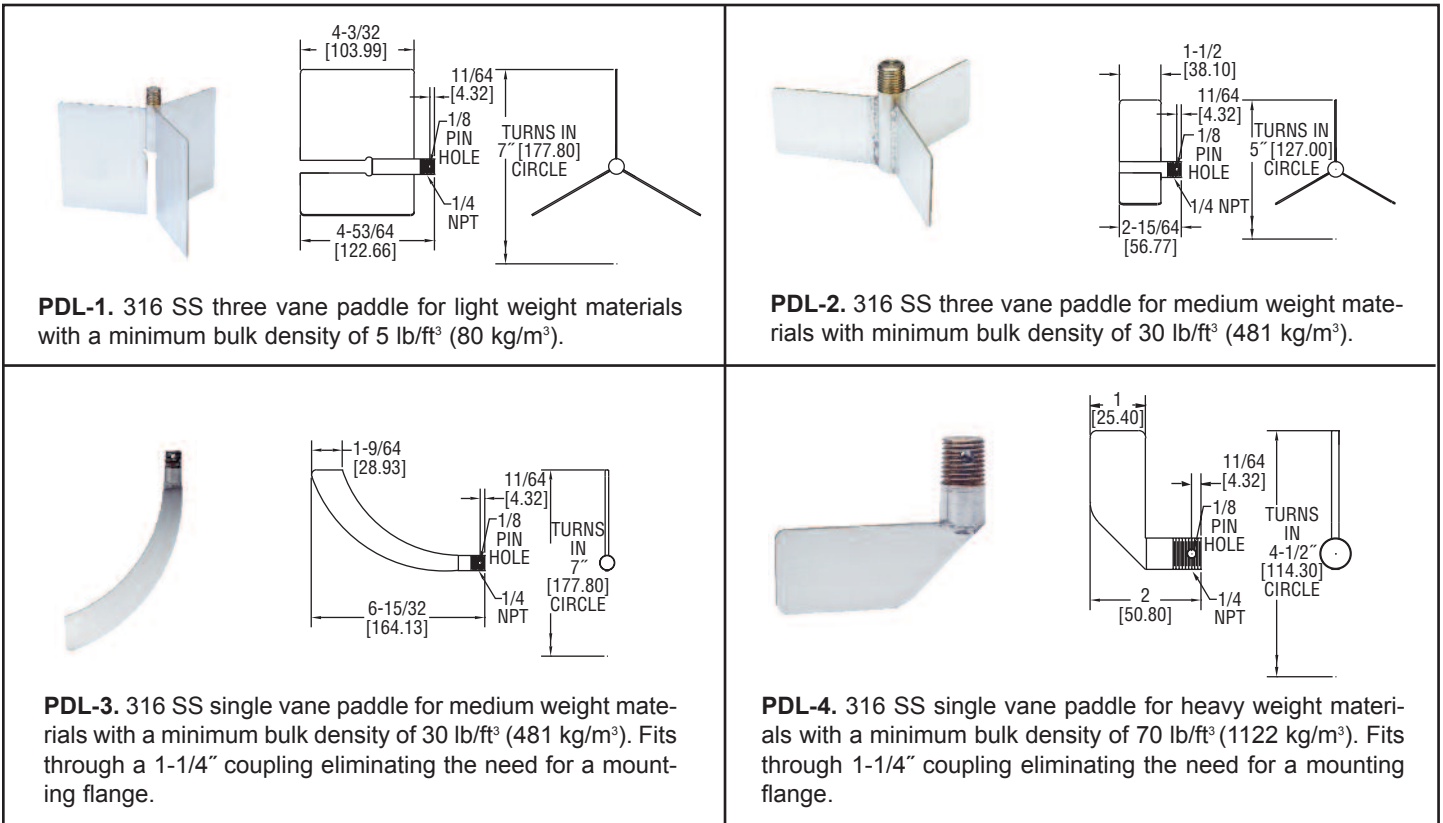 4-3/32
[103.99]
11/64
[4.32]
1/8
PIN
HOLE
TURNS IN
7˝ [177.80]
CIRCLE
1/4
NPT
4-53/64
[122.66]
PDL-1. 316 SS three vane paddle for light weight materials
with a minimum bulk density of 5 lb/ft³ (80 kg/m³).
1-1/2
[38.10]
11/64
[4.32]
1/8
PIN
HOLE
TURNS IN
5˝ [127.00]
CIRCLE
1/4 NPT
2-15/64
[56.77]
PDL-2. 316 SS three vane paddle for medium weight mate-
rials with minimum bulk density of 30 lb/ft³ (481 kg/m³).
1-9/64
[28.93]
11/64
[4.32]
1/8
PIN
HOLE
TURNS
IN
7˝
[177.80]
CIRCLE
1/4
NPT
6-15/32
[164.13]
PDL-3. 316 SS single vane paddle for medium weight mate-
rials with a minimum bulk density of 30 lb/ft³ (481 kg/m³). Fits
through a 1-1/4˝ coupling eliminating the need for a mount-
ing flange.
1
[25.40]
11/64
[4.32]
1/8
PIN
HOLE
TURNS
IN
4-1/2˝
[114.30]
CIRCLE
1/4
NPT
2
[50.80]
PDL-4. 316 SS single vane paddle for heavy weight materi-
als with a minimum bulk density of 70 lb/ft³ (1122 kg/m³). Fits
through 1-1/4˝ coupling eliminating the need for a mounting
flange.